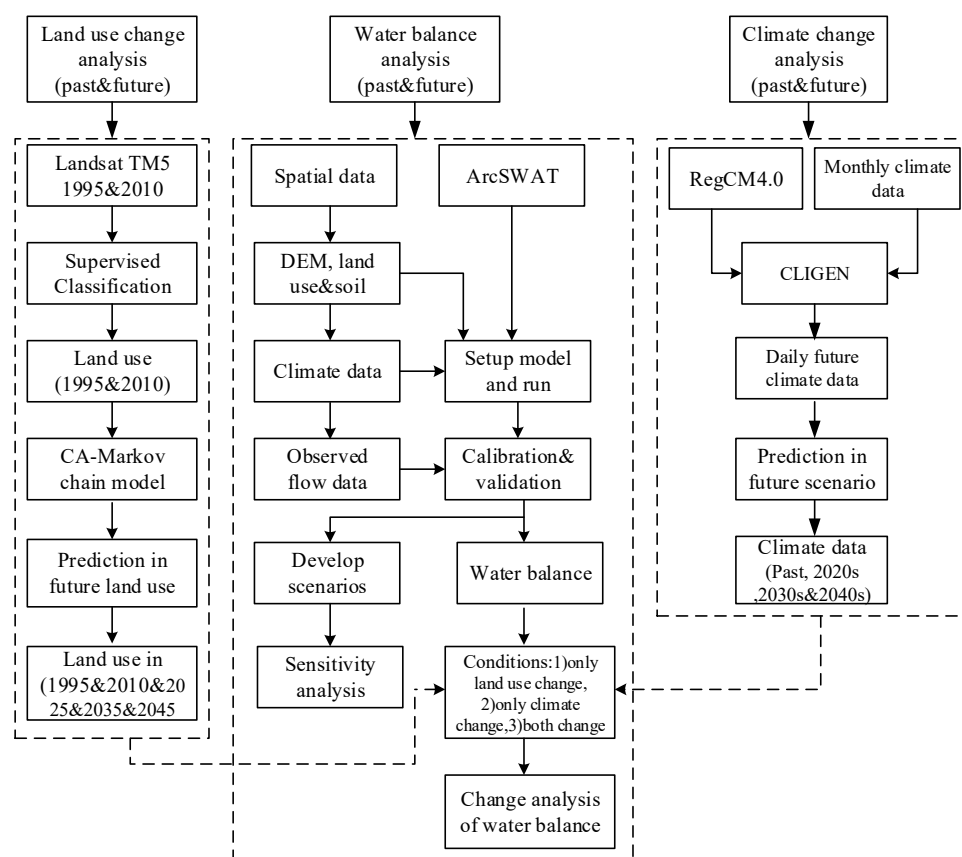 Land use change
analysis
(past&future)
Landsat TM5
1995&2010
Supervised
Classification
Land use
(1995&2010)
CA-Markov
chain model
Prediction in
future land use
Land use in
(1995&2010&20
25&2035&2045
Water balance
analysis
(past&future)
Spatial data
ArcSWAT
DEM, land
use&soil
Climate data
Setup model
and run
Observed
flow data
Calibration&
validation
Develop
scenarios
Water balance
Sensitivity
analysis
Conditions:1)only
land use change,
2)only climate
change,3)both change
Change analysis
of water balance
Climate change
analysis
(past&future)
RegCM4.0
Monthly climate
data
CLIGEN
Daily future
climate data
Prediction in
future scenario
Climate data
(Past, 2020s
,2030s&2040s)